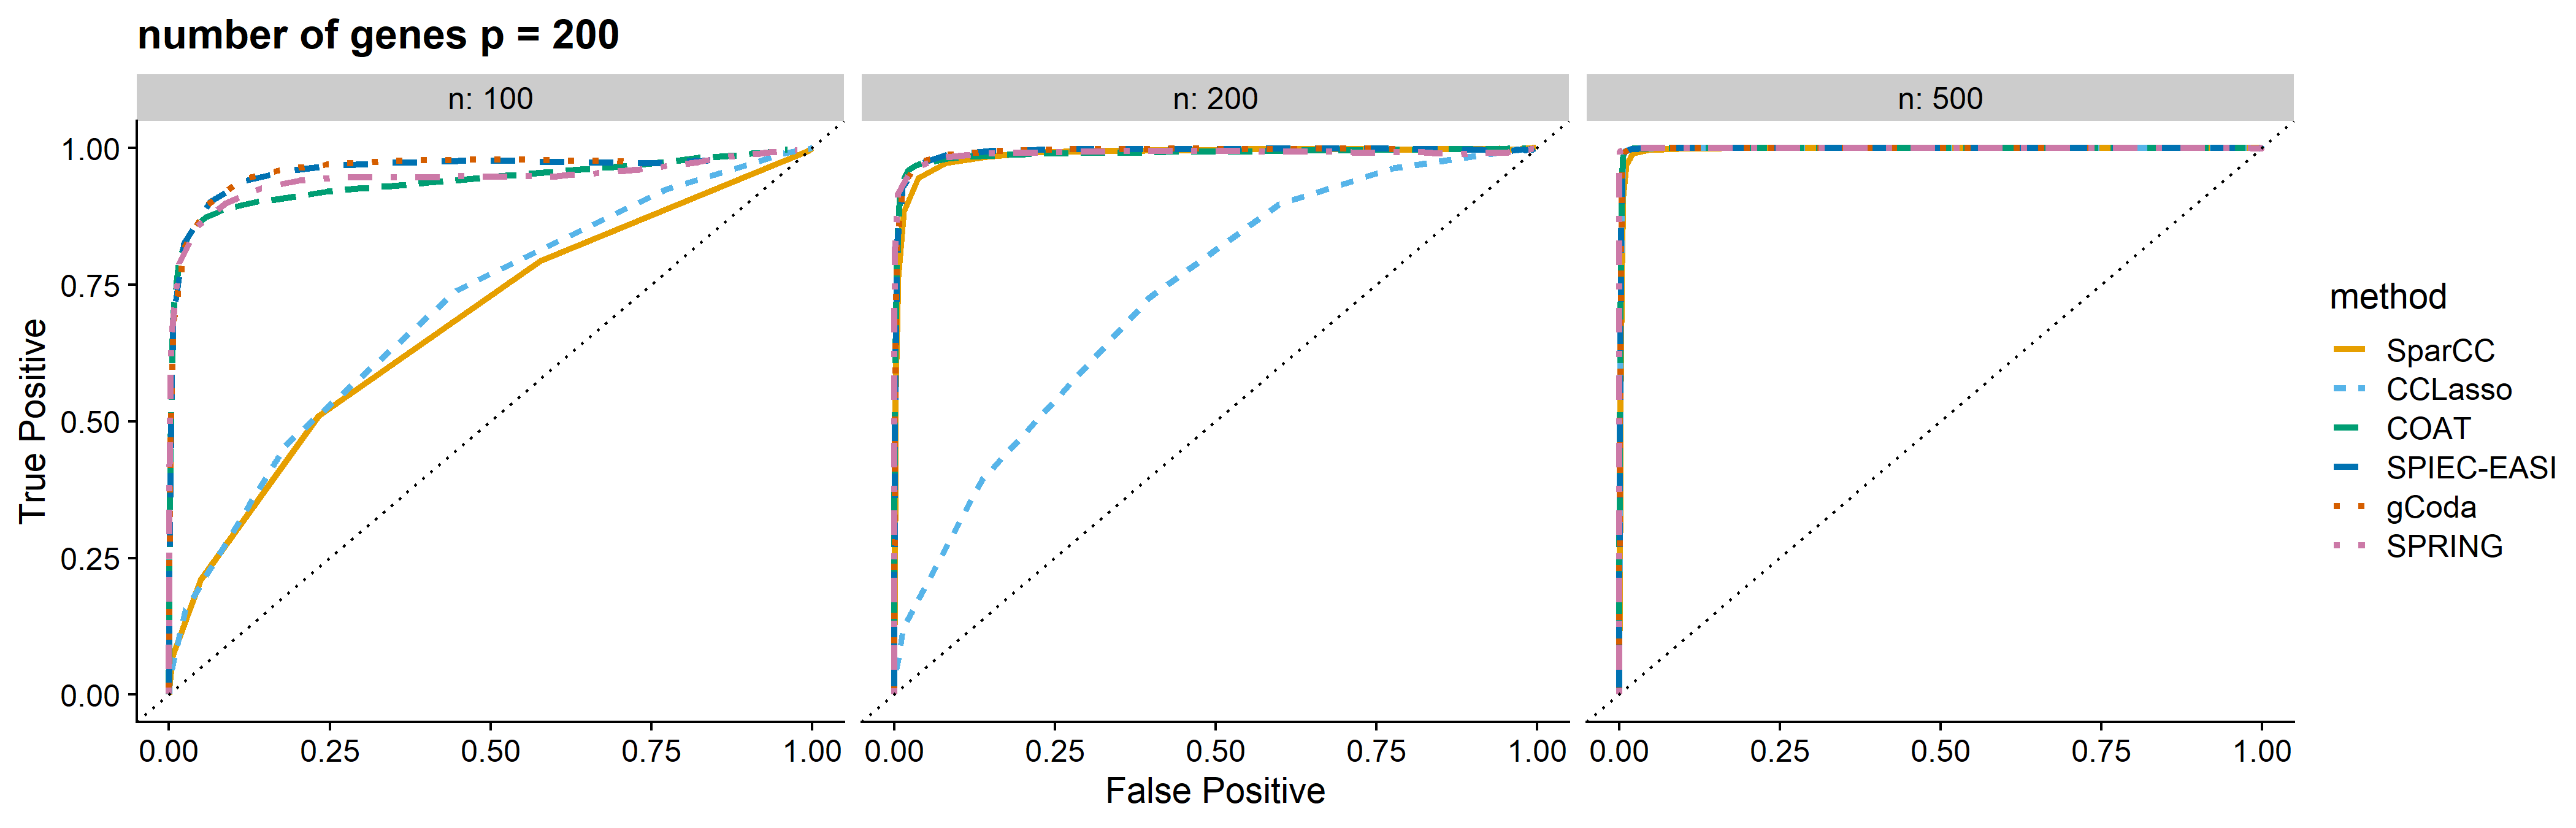 number of genes p = 200
n: 100
n: 200
n: 500
True Positive
1.00
0.75
0.50
0.25
0.00
0.00 0.25 0.50 0.75 1.00
0.00 0.25 0.50 0.75 1.00
0.00 0.25 0.50 0.75 1.00
False Positive
method
SparCC
CCLasso
COAT
SPIEC-EASI
gCoda
SPRING